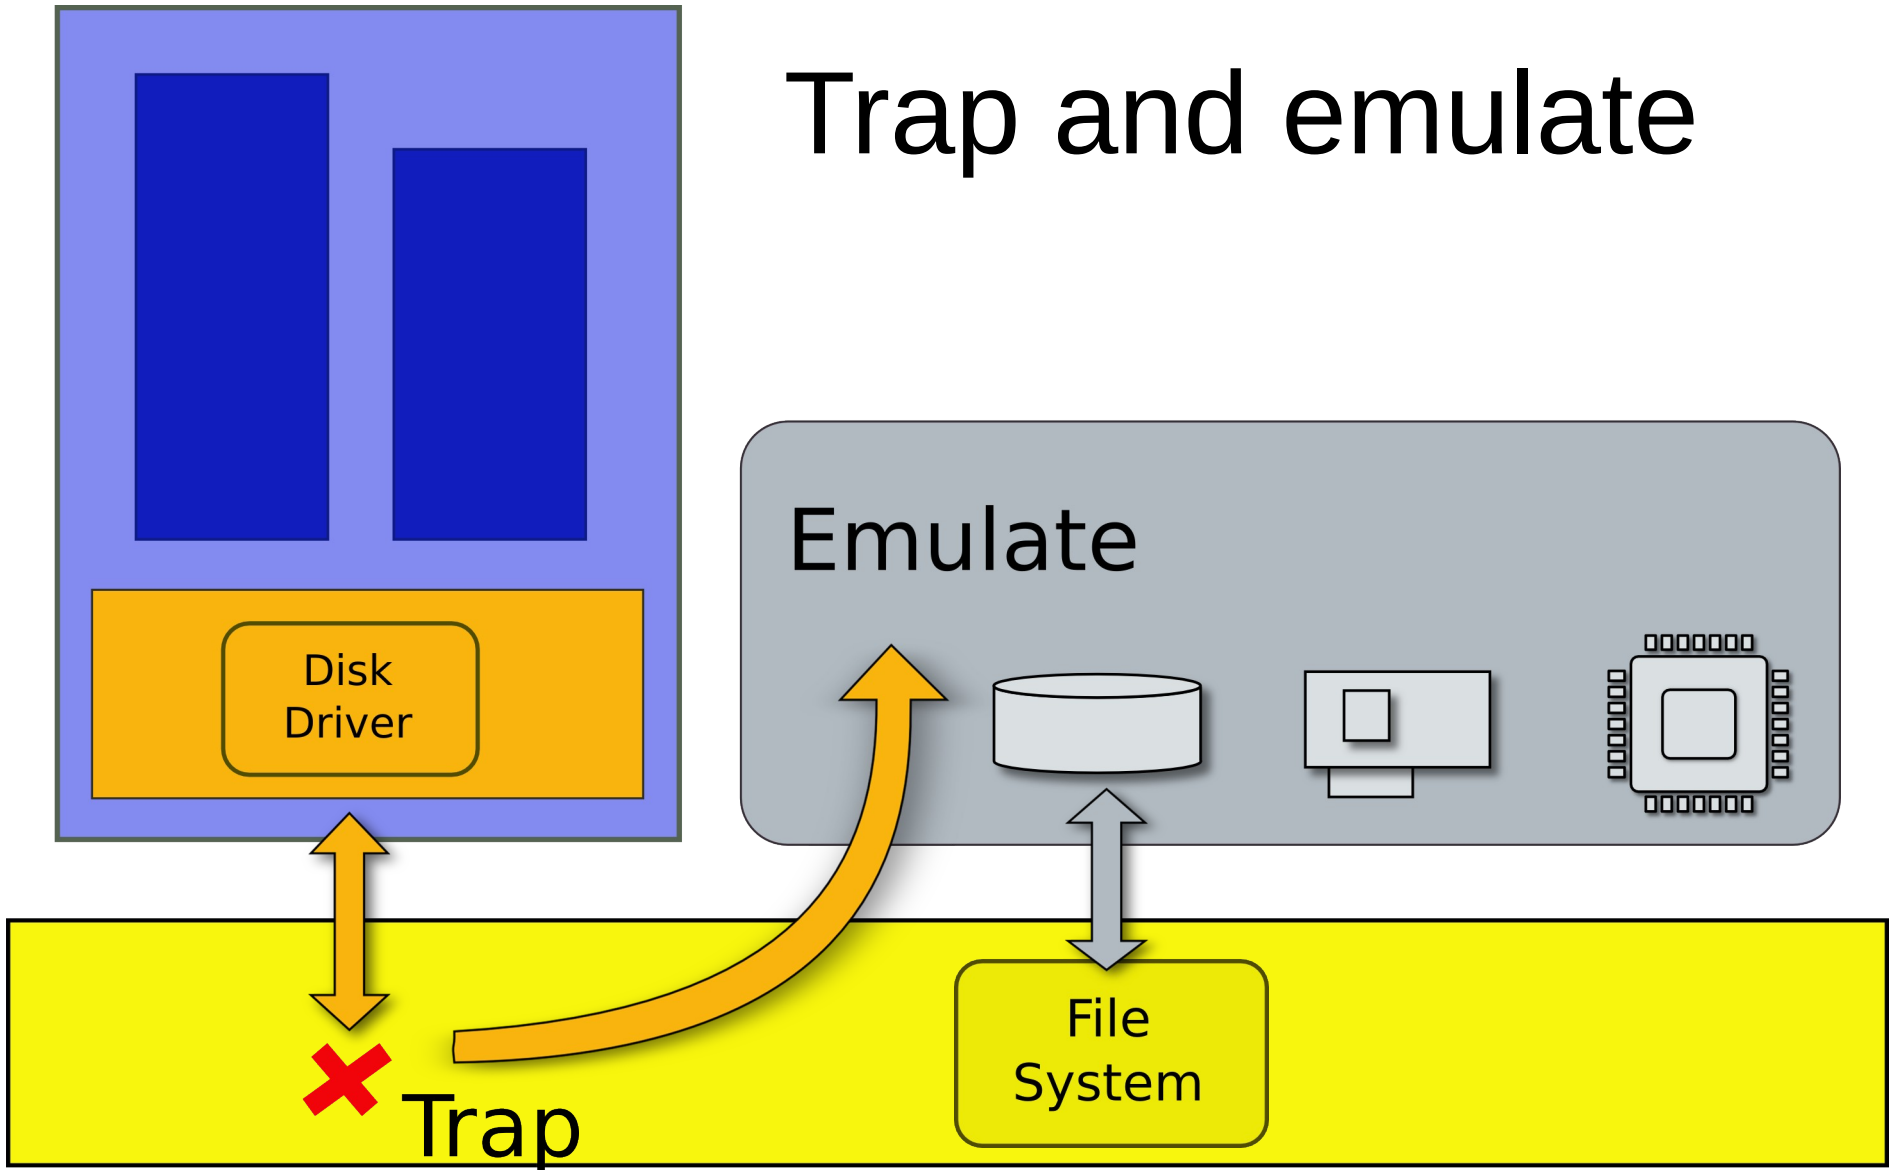 Trap and emulate
Emulate
Disk
Driver
File
System
Trap